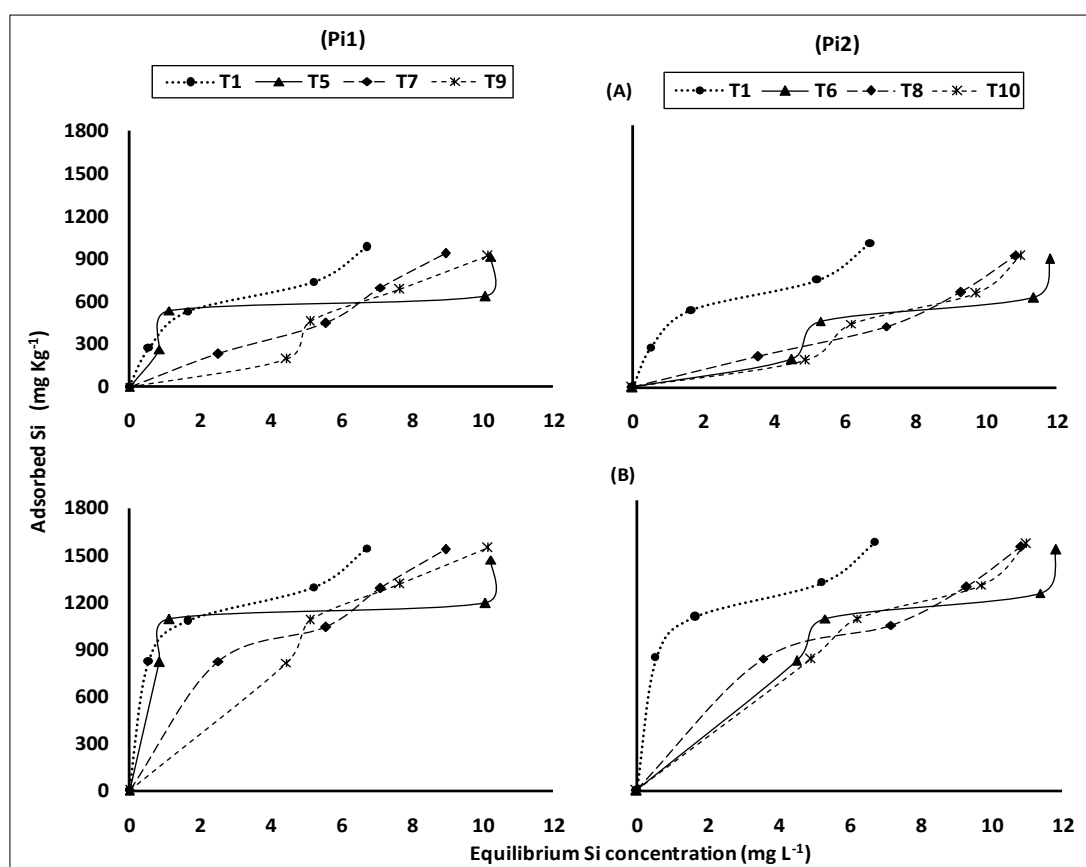 (Pi1)
(Pi2)
T1 T5 T7 T9
(A)
T1 T6 T8 T10
1800
1500
1200
900
600
300
0
0 2 4 6 8 10 12
0 2 4 6 8 10 12
Adsorbed Si (mg Kg-1)
(B)
1800
1500
1200
900
600
300
0
0 2 4 6 8 10 12
0 2 4 6 8 10 12
Equilibrium Si concentration (mg L-1)